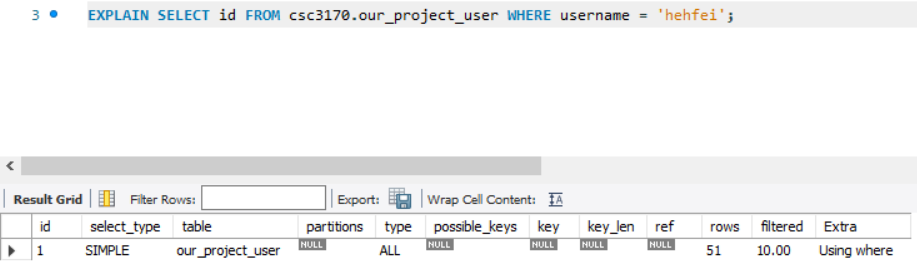 3 EXPLAIN SELECT id FROM csc3170.our_project_user WHERE username = 'hehfei';
Result Grid Filter Rows: Export: Wrap Cell Content: IA
id select_type table partitions type possible_keys key key_len ref rows filtered Extra
1 SIMPLE our_project_user NULL ALL NULL NULL NULL NULL 51 10.00 Using where